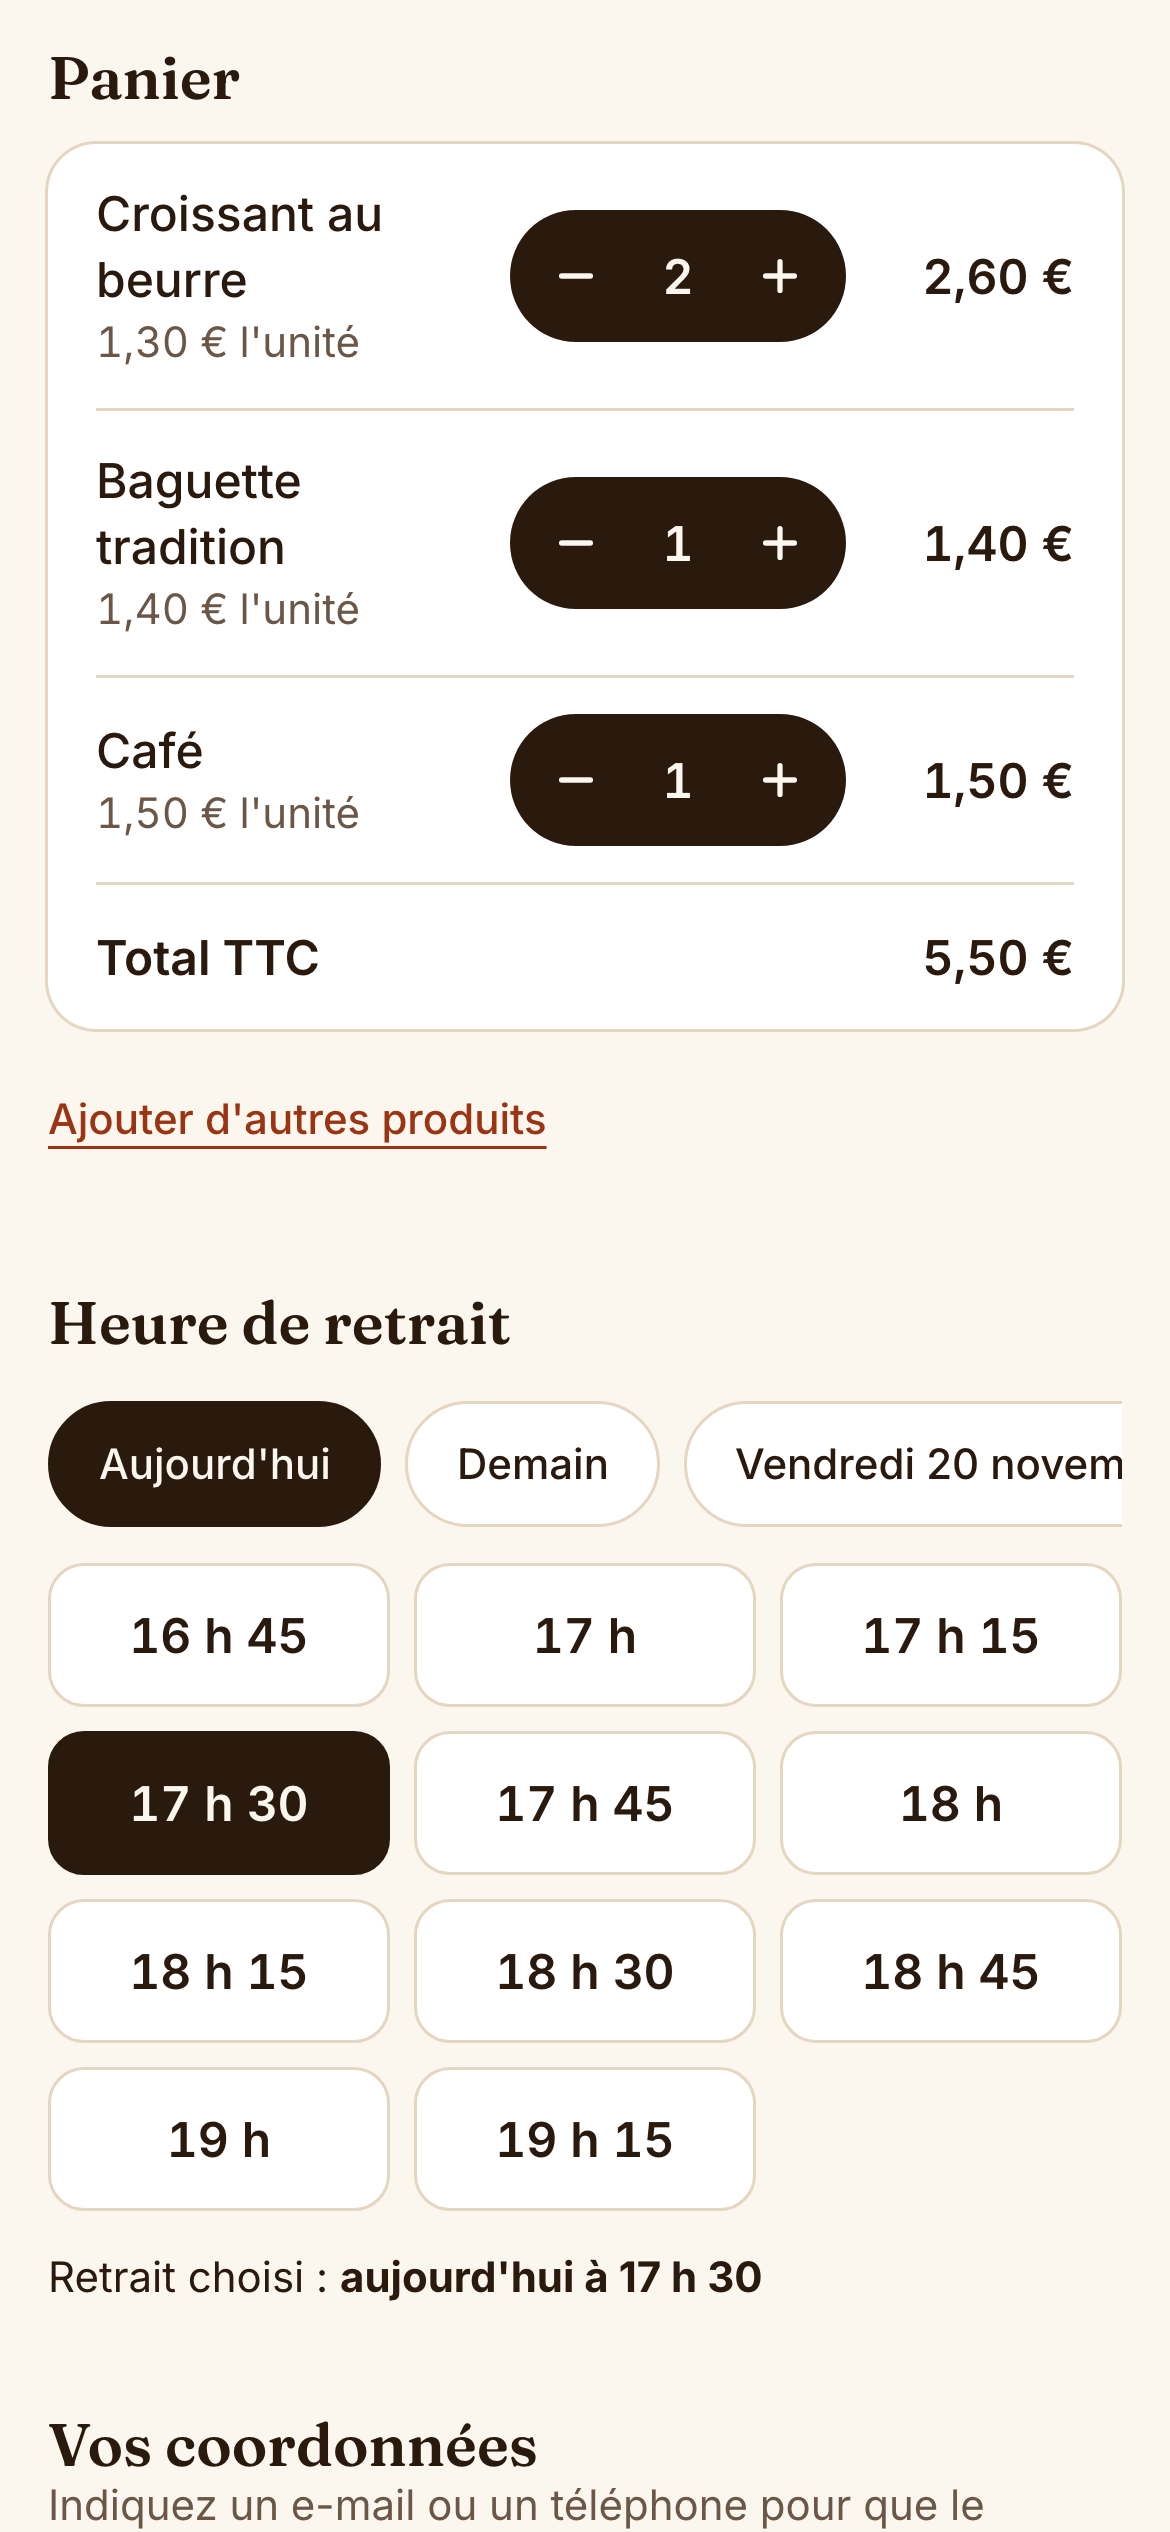 Panier
Croissant au
beurre
1,30 € l'unité
− 2 +
2,60 €
Baguette
tradition
1,40 € l'unité
− 1 +
1,40 €
Café
1,50 € l'unité
− 1 +
1,50 €
Total TTC 5,50 €
Ajouter d'autres produits
Heure de retrait
Aujourd'hui Demain Vendredi 20 novem
16 h 45 17 h 17 h 15
17 h 30 17 h 45 18 h
18 h 15 18 h 30 18 h 45
19 h 19 h 15
Retrait choisi : aujourd'hui à 17 h 30
Vos coordonnées
Indiquez un e-mail ou un téléphone pour que le